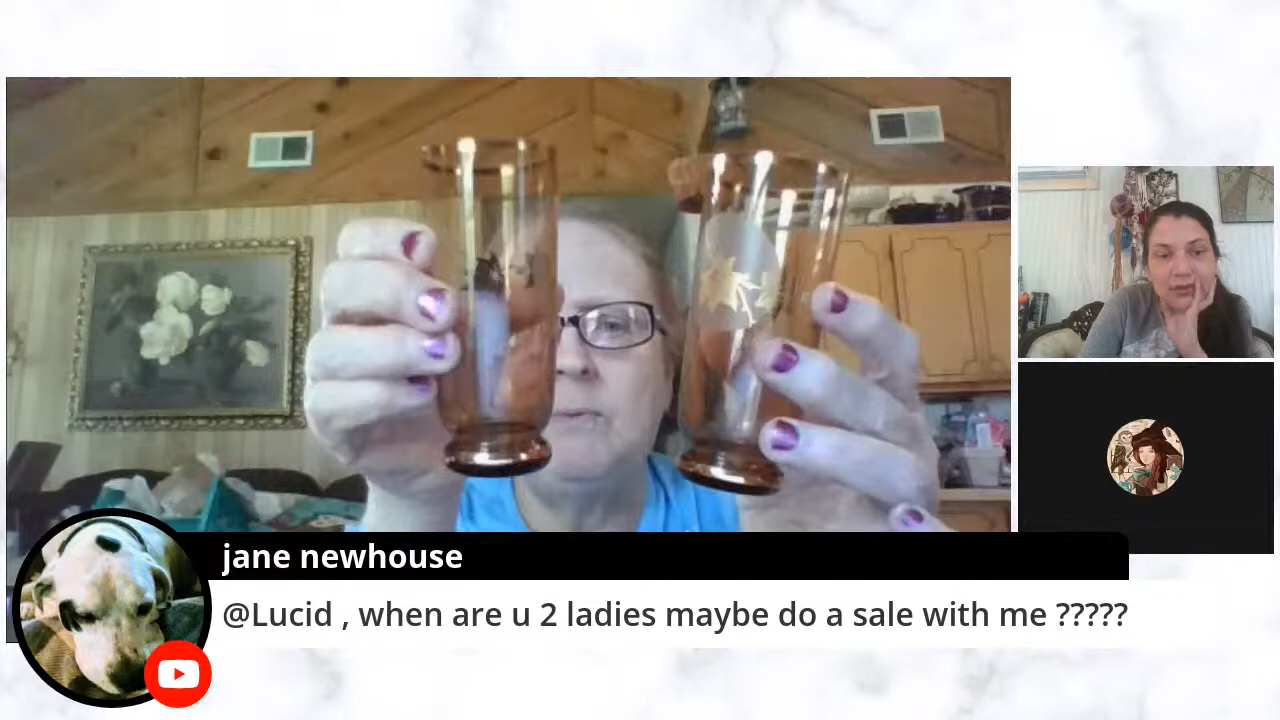 jane newhouse
@Lucid , when are u 2 ladies maybe do a sale with me ?????